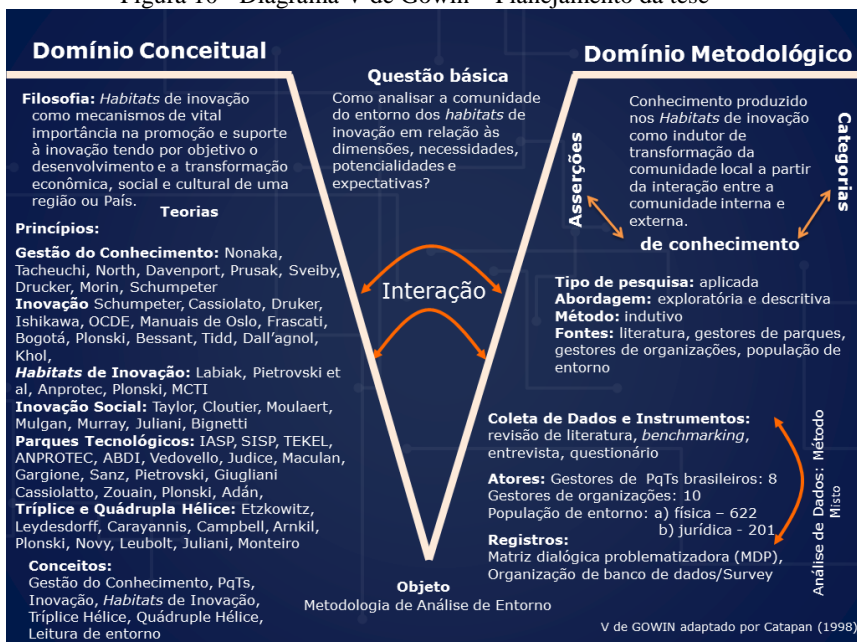 Figura 10 - Diagrama V de Gowin – Planejamento da tese
Domínio Conceitual
Filosofia: Habitats de inovação
como mecanismos de vital
importância na promoção e suporte
à inovação tendo por objetivo o
desenvolvimento e a transformação
econômica, social e cultural de uma
região ou País.
Teorias
Princípios:
Gestão do Conhecimento: Nonaka,
Tacheuchi, North, Davenport, Prusak, Sveiby,
Drucker, Morin, Schumpeter
Inovação Schumpeter, Cassiolato, Druker,
Ishikawa, OCDE, Manuais de Oslo, Frascati,
Bogotá, Plonski, Bessant, Tidd, Dall'agnol,
Khol,
Habitats de Inovação: Labiak, Pietrovski et
al, Anprotec, Plonski, MCTI
Inovação Social: Taylor, Cloutier, Moulaert,
Mulgan, Murray, Juliani, Bignetti
Parques Tecnológicos: IASP, SISP, TEKEL,
ANPROTEC, ABDI, Vedovello, Judice, Maculan,
Gargione, Sanz, Pietrovski, Giugliani
Cassiolatto, Zouain, Plonski, Adán,
Tríplice e Quádrupla Hélice: Etzkowitz,
Leydesdorff, Carayannis, Campbell, Arnkil,
Plonski, Novy, Leubolt, Juliani, Monteiro
Conceitos:
Gestão do Conhecimento, PqTs,
Inovação, Habitats de Inovação,
Tríplice Hélice, Quádruple Hélice,
Leitura de entorno
Questão básica
Como analisar a comunidade
do entorno dos habitats de
inovação em relação às
dimensões, necessidades,
potencialidades e
expectativas?
Interação
Objeto
Metodologia de Análise de Entorno
Domínio Metodológico
Asserções
Conhecimento produzido
nos Habitats de inovação
como indutor de
transformação da
comunidade local a partir
da interação entre a
comunidade interna e
externa.
Categorias
de conhecimento
Tipo de pesquisa: aplicada
Abordagem: exploratória e descritiva
Método: indutivo
Fontes: literatura, gestores de parques,
gestores de organizações, população de
entorno
Coleta de Dados e Instrumentos:
revisão de literatura, benchmarking,
entrevista, questionário
Atores: Gestores de PqTs brasileiros: 8
Gestores de organizações: 10
População de entorno: a) física – 622
b) jurídica - 201
Registros:
Matriz dialógica problematizadora (MDP),
Organização de banco de dados/Survey
Análise de Dados: Método
Misto
V de GOWIN adaptado por Catapan (1998)